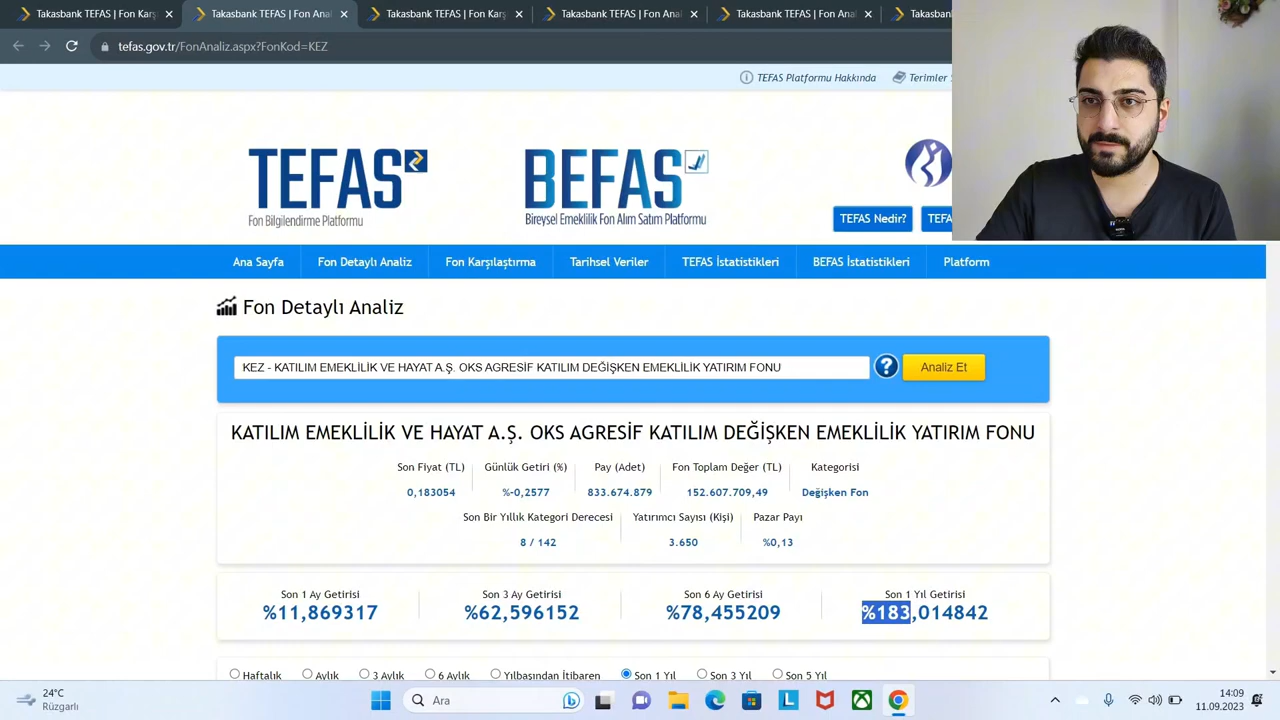 Takasbank TEFAS | Fon Karşı
Takasbank TEFAS | Fon Anal
Takasbank TEFAS | Fon Karş
Takasbank TEFAS | Fon Anal
Takasbank TEFAS | Fon Anal
Takasbank
tefas.gov.tr/FonAnaliz.aspx?FonKod=KEZ
TEFAS Platformu Hakkında
Terimler
TEFAS
Fon Bilgilendirme Platformu
BEFAS
Bireysel Emeklilik Fon Alım Satım Platformu
TEFAS Nedir?
TEFA
Ana Sayfa
Fon Detaylı Analiz
Fon Karşılaştırma
Tarihsel Veriler
TEFAS İstatistikleri
BEFAS İstatistikleri
Platform
Fon Detaylı Analiz
KEZ - KATILIM EMEKLİLİK VE HAYAT A.Ş. OKS AGRESİF KATILIM DEĞİŞKEN EMEKLİLİK YATIRIM FONU
?
Analiz Et
KATILIM EMEKLİLİK VE HAYAT A.Ş. OKS AGRESİF KATILIM DEĞİŞKEN EMEKLİLİK YATIRIM FONU
Son Fiyat (TL)
0,183054
Günlük Getiri (%)
%-0,2577
Pay (Adet)
833.674.879
Fon Toplam Değer (TL)
152.607.709,49
Kategorisi
Değişken Fon
Son Bir Yıllık Kategori Derecesi
8 / 142
Yatırımcı Sayısı (Kişi)
3.650
Pazar Payı
%0,13
Son 1 Ay Getirisi
%11,869317
Son 3 Ay Getirisi
%62,596152
Son 6 Ay Getirisi
%78,455209
Son 1 Yıl Getirisi
%183,014842
Haftalık
Aylık
3 Aylık
6 Aylık
Yılbaşından İtibaren
Son 1 Yıl
Son 3 Yıl
Son 5 Yıl
24°C
Rüzgarlı
Ara
14:09
11.09.2023